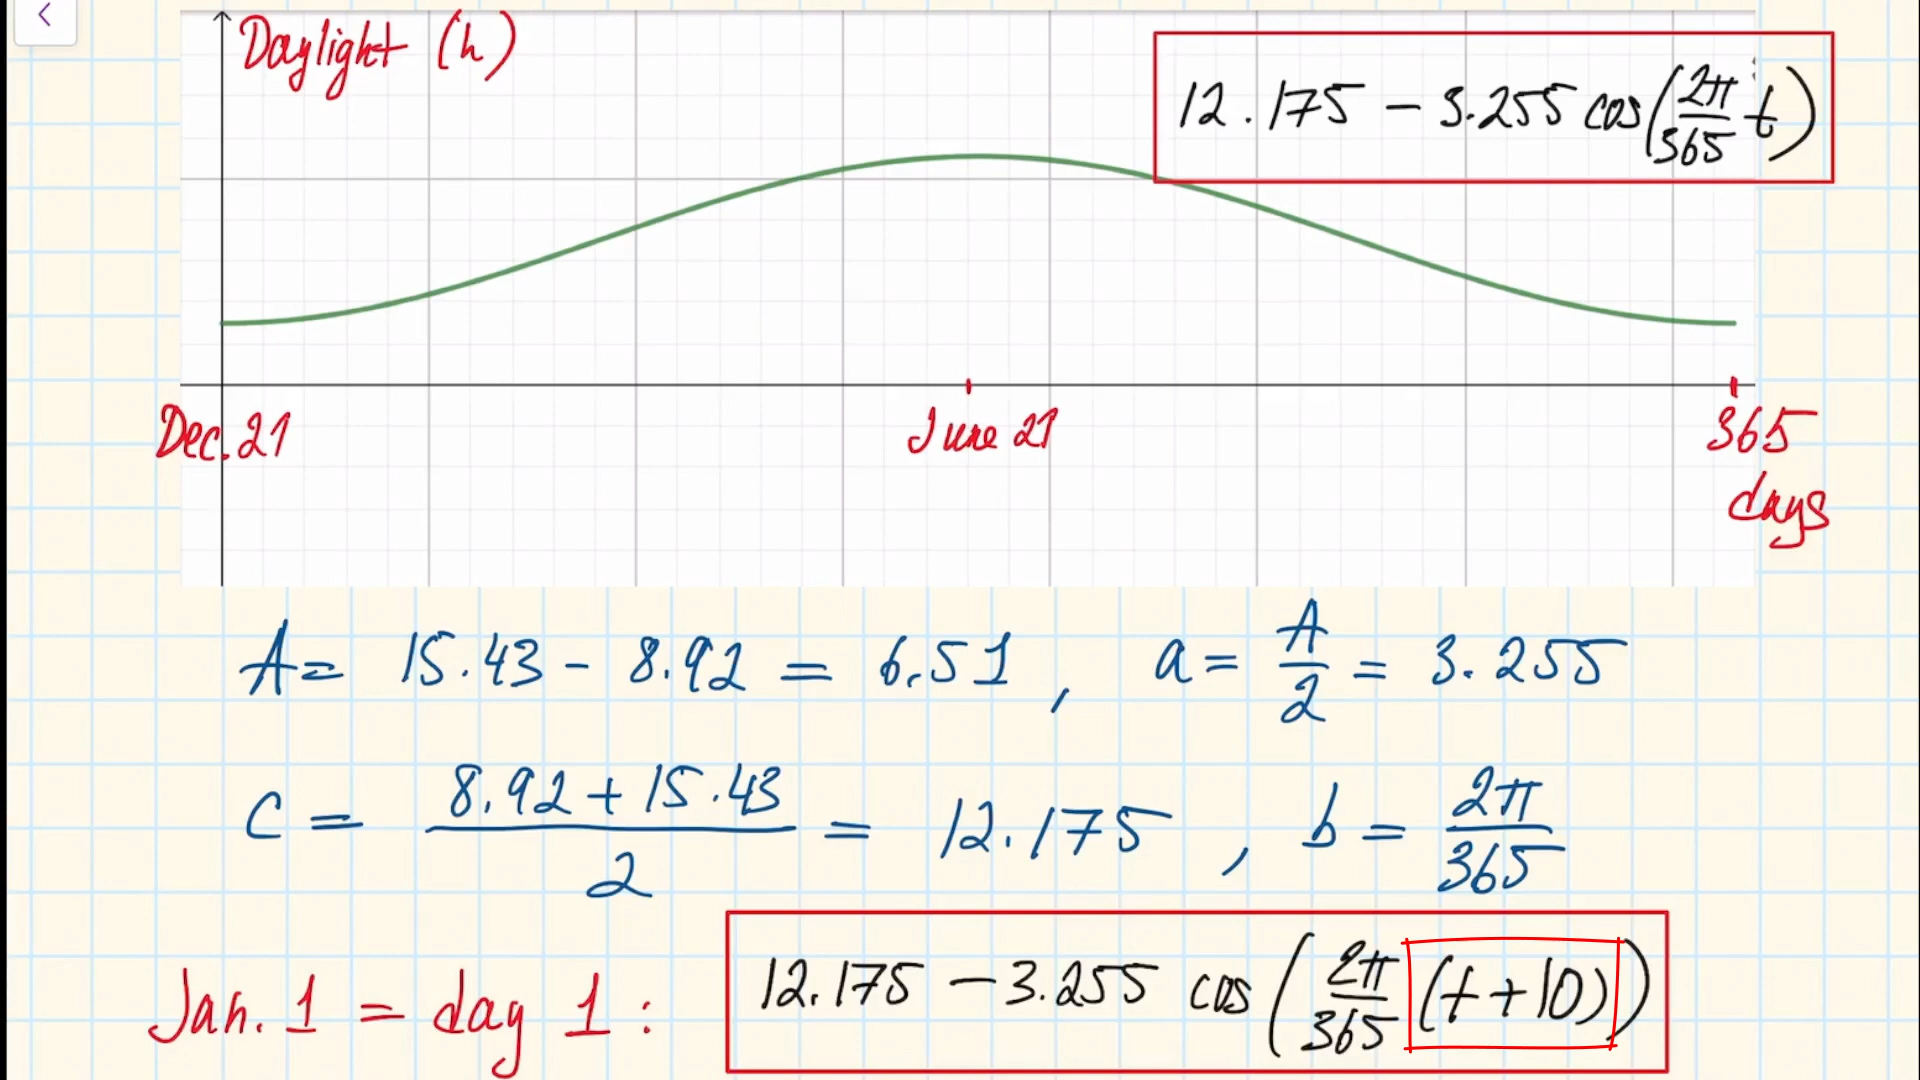 Daylight (h)
12.175 − 3.255 cos(2π/365 t)
Dec. 21 June 21 365 days
A = 15.43 - 8.92 = 6.51 , a = A/2 = 3.255
C = (8.92 + 15.43)/2 = 12.175 , b = 2π/365
Jan. 1 = day 1 : 12.175 − 3.255 cos(2π/365 (t + 10))